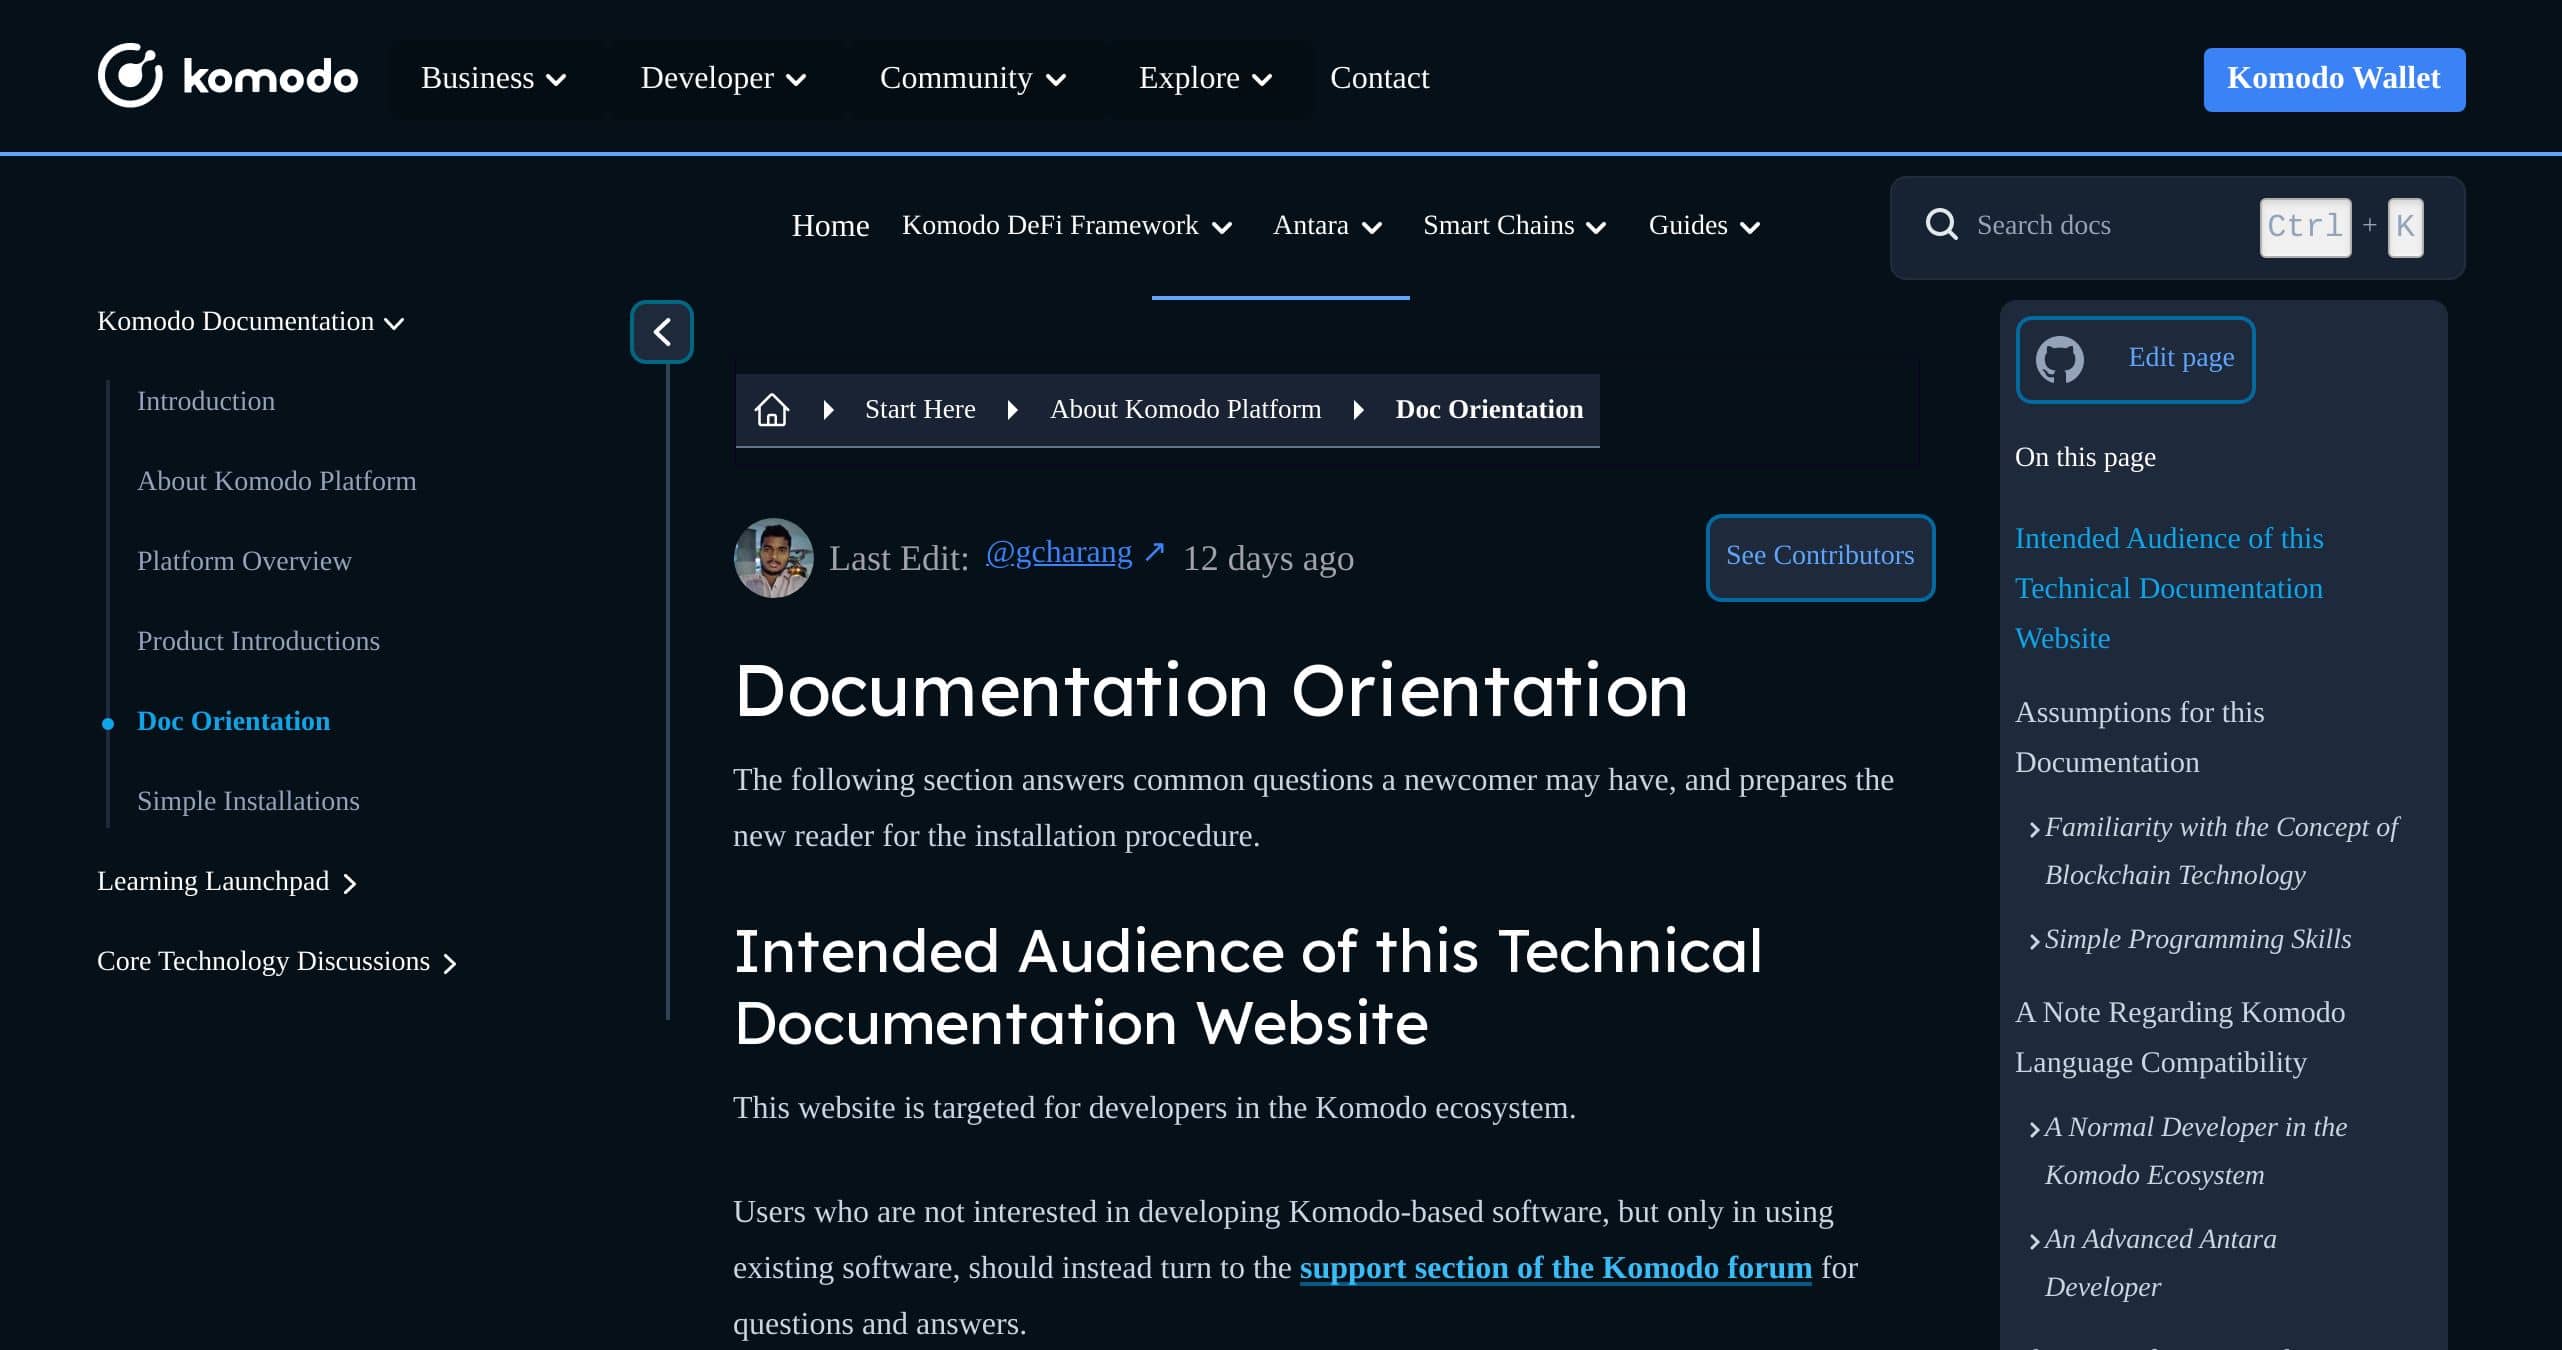 komodo
Business
Developer
Community
Explore
Contact
Komodo Wallet
Home
Komodo DeFi Framework
Antara
Smart Chains
Guides
Search docs
Ctrl + K
Komodo Documentation
Introduction
About Komodo Platform
Platform Overview
Product Introductions
Doc Orientation
Simple Installations
Learning Launchpad
Core Technology Discussions
Start Here
About Komodo Platform
Doc Orientation
Last Edit: @gcharang ↗ 12 days ago
See Contributors
Documentation Orientation
The following section answers common questions a newcomer may have, and prepares the
new reader for the installation procedure.
Intended Audience of this Technical
Documentation Website
This website is targeted for developers in the Komodo ecosystem.
Users who are not interested in developing Komodo-based software, but only in using
existing software, should instead turn to the support section of the Komodo forum for
questions and answers.
Edit page
On this page
Intended Audience of this
Technical Documentation
Website
Assumptions for this
Documentation
Familiarity with the Concept of
Blockchain Technology
Simple Programming Skills
A Note Regarding Komodo
Language Compatibility
A Normal Developer in the
Komodo Ecosystem
An Advanced Antara
Developer